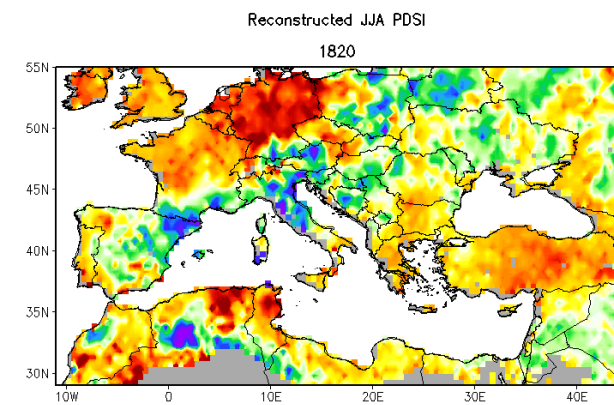 Reconstructed JJA PDSI
1820
55N
50N
45N
40N
35N
30N
10W 0 10E 20E 30E 40E